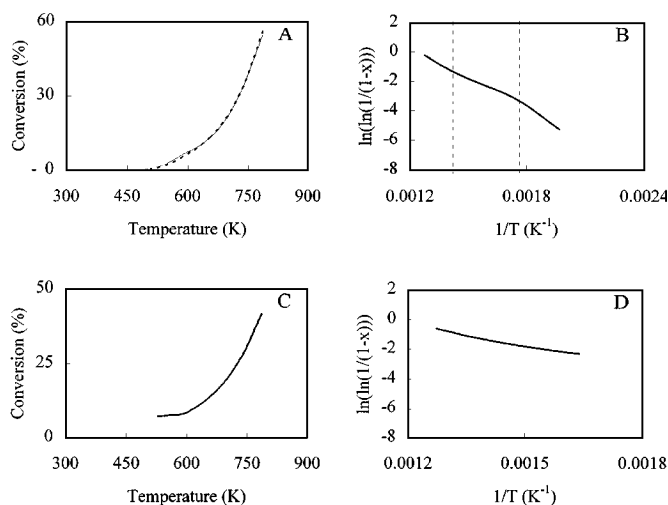 60
A
30
- 0
300 450 600 750 900
Conversion (%)
Temperature (K)
2
B
0
-2
-4
-6
-8
0.0012 0.0018 0.0024
ln(ln(1/(1-x)))
1/T (K⁻¹)
50
C
25
0
300 450 600 750 900
Conversion (%)
Temperature (K)
2
D
0
-2
-4
-6
-8
0.0012 0.0015 0.0018
ln(ln(1/(1-x)))
1/T (K⁻¹)